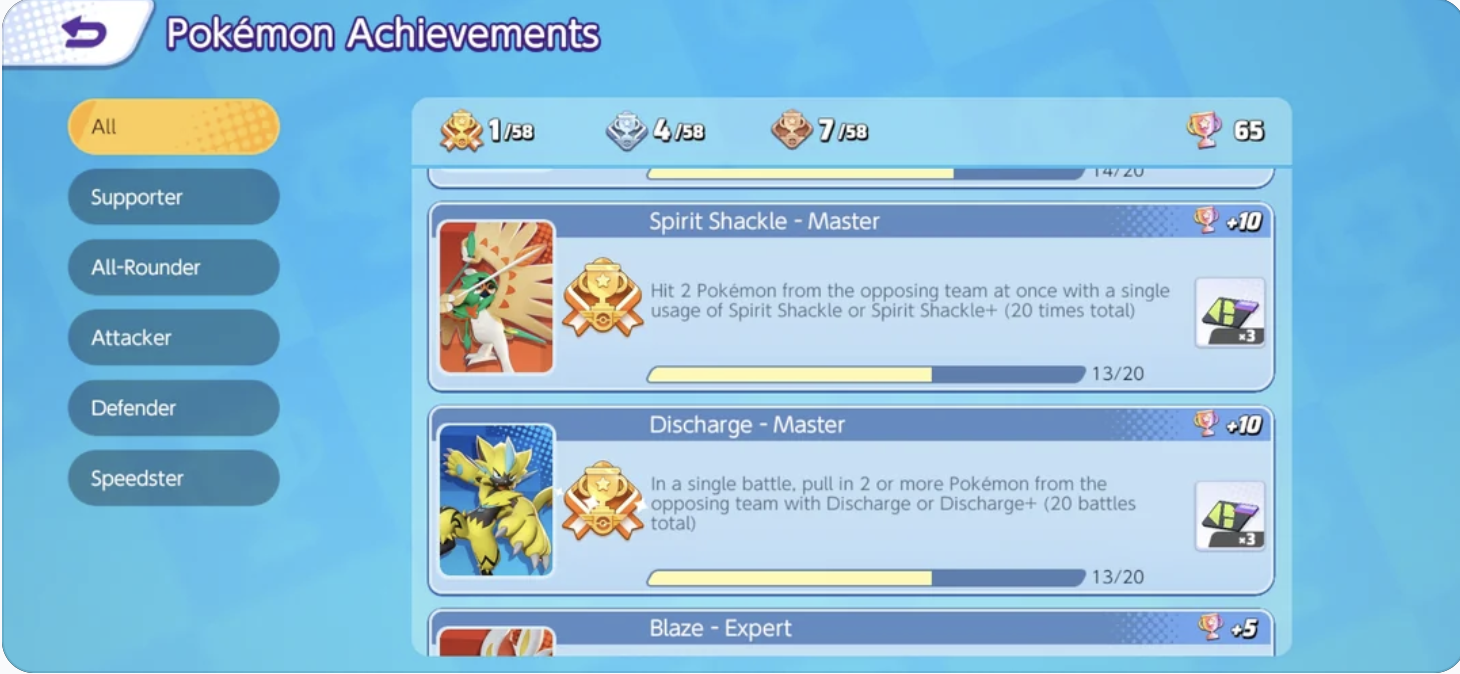 Pokémon Achievements
All
Supporter
All-Rounder
Attacker
Defender
Speedster
1/58 4/58 7/58 65
14/20
Spirit Shackle - Master +10
Hit 2 Pokémon from the opposing team at once with a single
usage of Spirit Shackle or Spirit Shackle+ (20 times total)
×3
13/20
Discharge - Master +10
In a single battle, pull in 2 or more Pokémon from the
opposing team with Discharge or Discharge+ (20 battles
total)
×3
13/20
Blaze - Expert +5